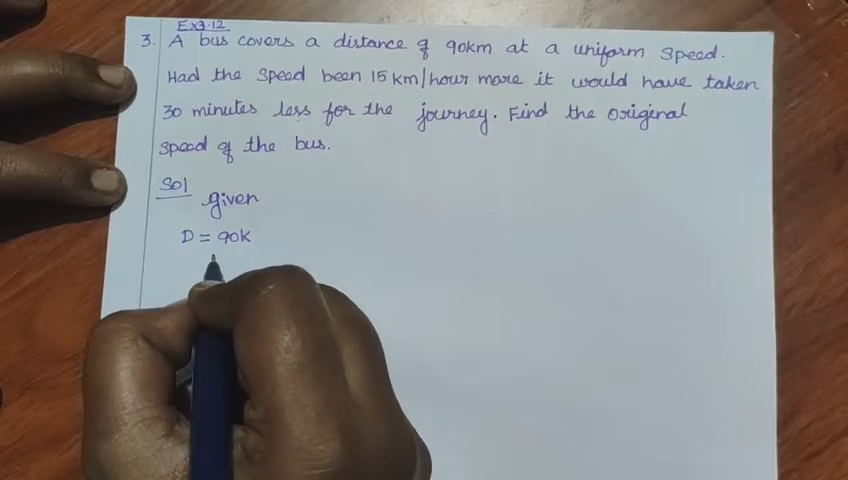 Ex3.12
3. A bus covers a distance of 90km at a uniform speed.
Had the speed been 15 km/hour more it would have taken
30 minutes less for the journey. Find the original
speed of the bus.
Sol
given
D = 90k